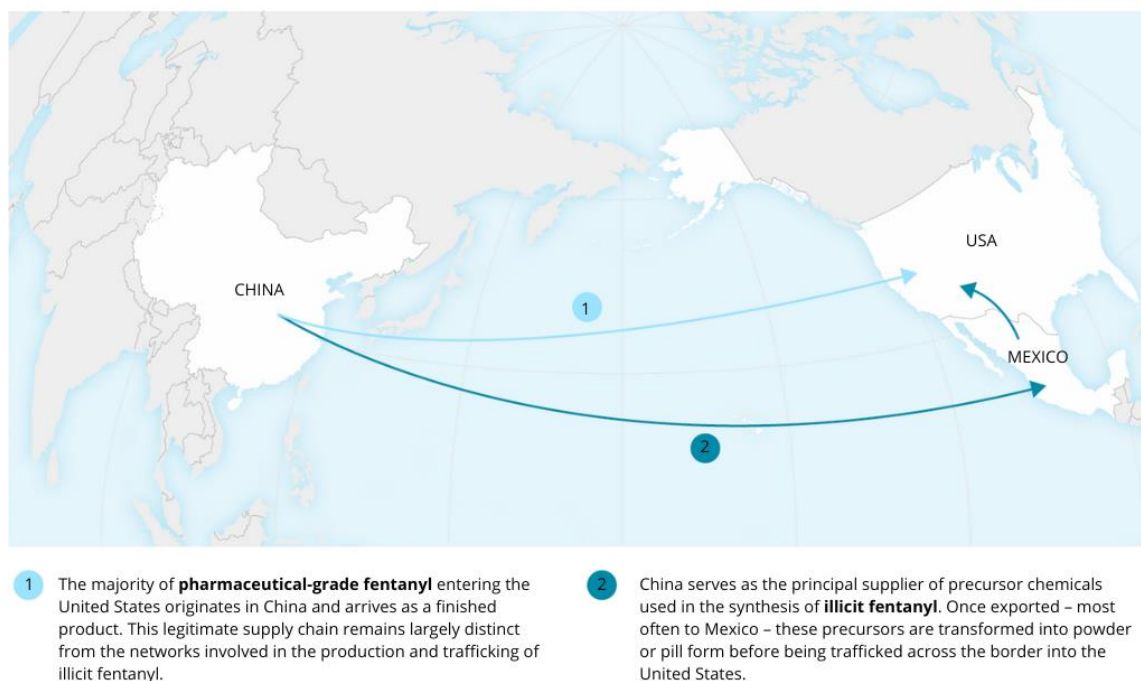 CHINA
USA
MEXICO
1
2
1
The majority of pharmaceutical-grade fentanyl entering the
United States originates in China and arrives as a finished
product. This legitimate supply chain remains largely distinct
from the networks involved in the production and trafficking of
illicit fentanyl.
2
China serves as the principal supplier of precursor chemicals
used in the synthesis of illicit fentanyl. Once exported – most
often to Mexico – these precursors are transformed into powder
or pill form before being trafficked across the border into the
United States.